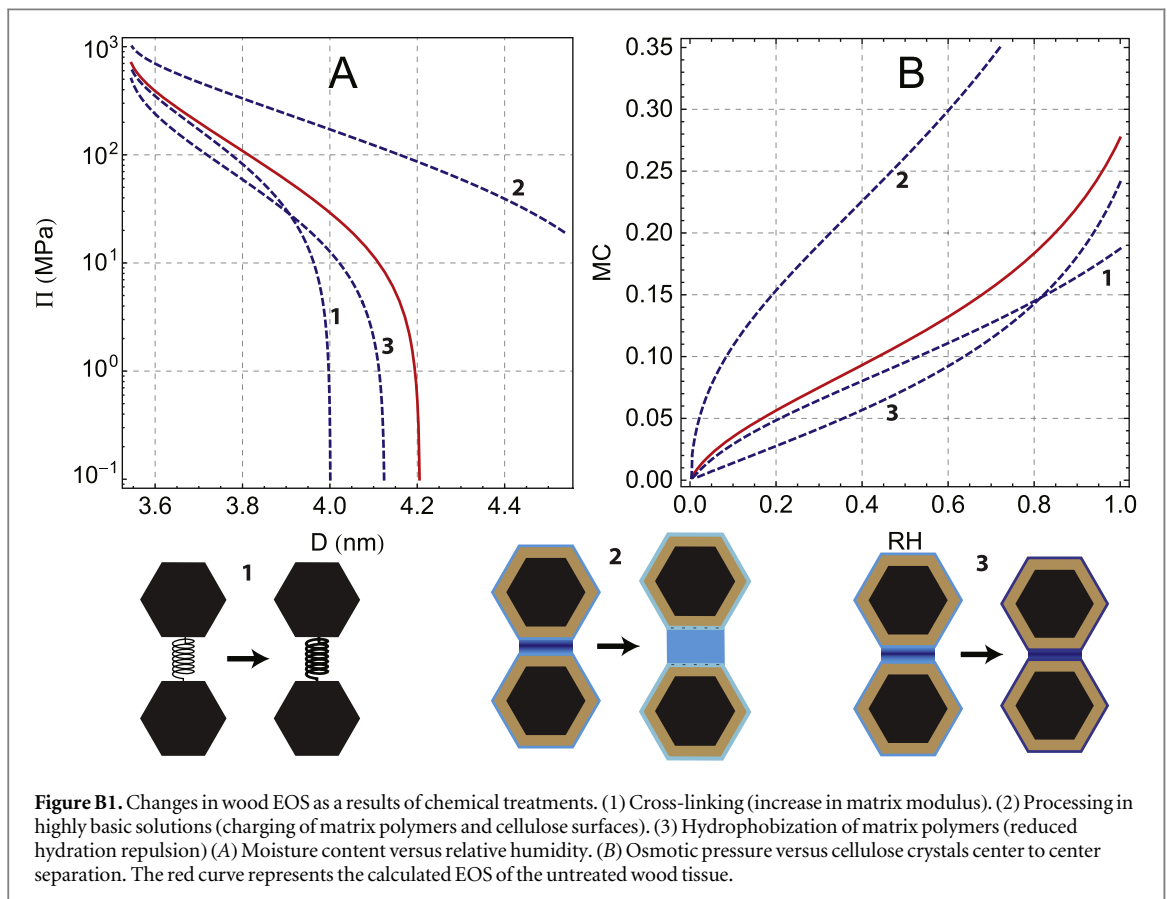 A
B
10³
10²
10¹
10⁰
10⁻¹
Π (MPa)
2
1
3
3.6 3.8 4.0 4.2 4.4
D (nm)
0.35
0.30
0.25
0.20
0.15
0.10
0.05
0.00
MC
2
1
3
0.0 0.2 0.4 0.6 0.8 1.0
RH
1
2
3
Figure B1. Changes in wood EOS as a results of chemical treatments. (1) Cross-linking (increase in matrix modulus). (2) Processing in
highly basic solutions (charging of matrix polymers and cellulose surfaces). (3) Hydrophobization of matrix polymers (reduced
hydration repulsion) (A) Moisture content versus relative humidity. (B) Osmotic pressure versus cellulose crystals center to center
separation. The red curve represents the calculated EOS of the untreated wood tissue.